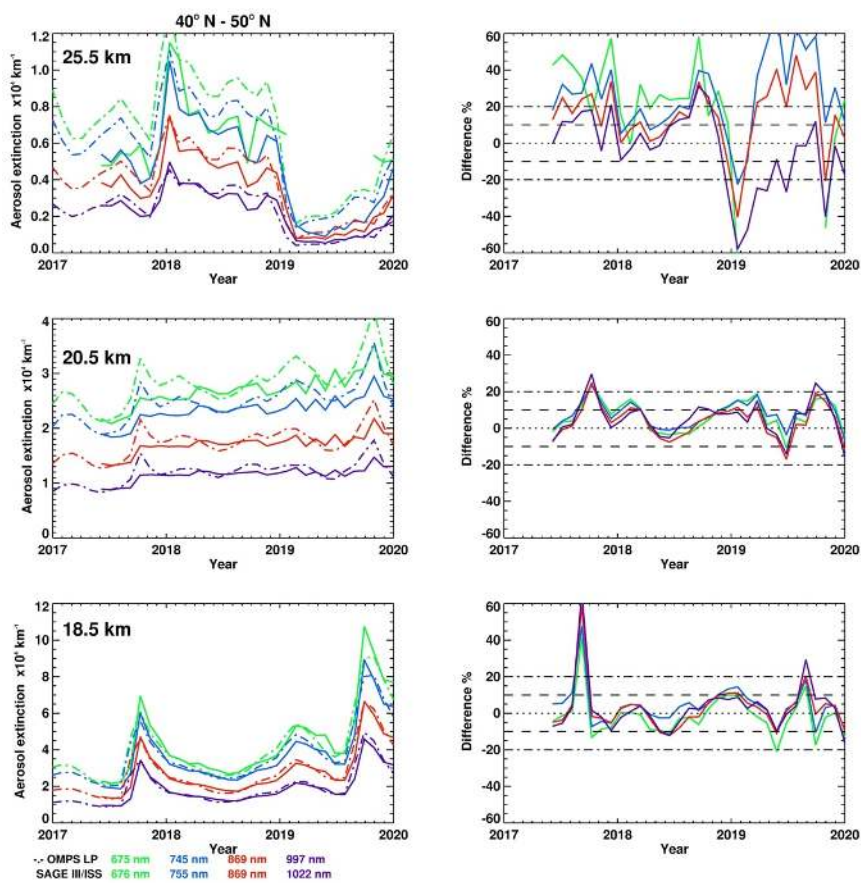 40° N - 50° N
25.5 km
Aerosol extinction x10⁴ km⁻¹
1.2
1.0
0.8
0.6
0.4
0.2
0.0
2017 2018 2019 2020
Year
Difference %
60
40
20
0
-20
-40
-60
2017 2018 2019 2020
Year
20.5 km
Aerosol extinction x10⁴ km⁻¹
4
3
2
1
0
2017 2018 2019 2020
Year
Difference %
60
40
20
0
-20
-40
-60
2017 2018 2019 2020
Year
18.5 km
Aerosol extinction x10⁴ km⁻¹
12
10
8
6
4
2
0
2017 2018 2019 2020
Year
Difference %
60
40
20
0
-20
-40
-60
2017 2018 2019 2020
Year
-.- OMPS LP 675 nm 745 nm 869 nm 997 nm
SAGE III/ISS 676 nm 755 nm 869 nm 1022 nm